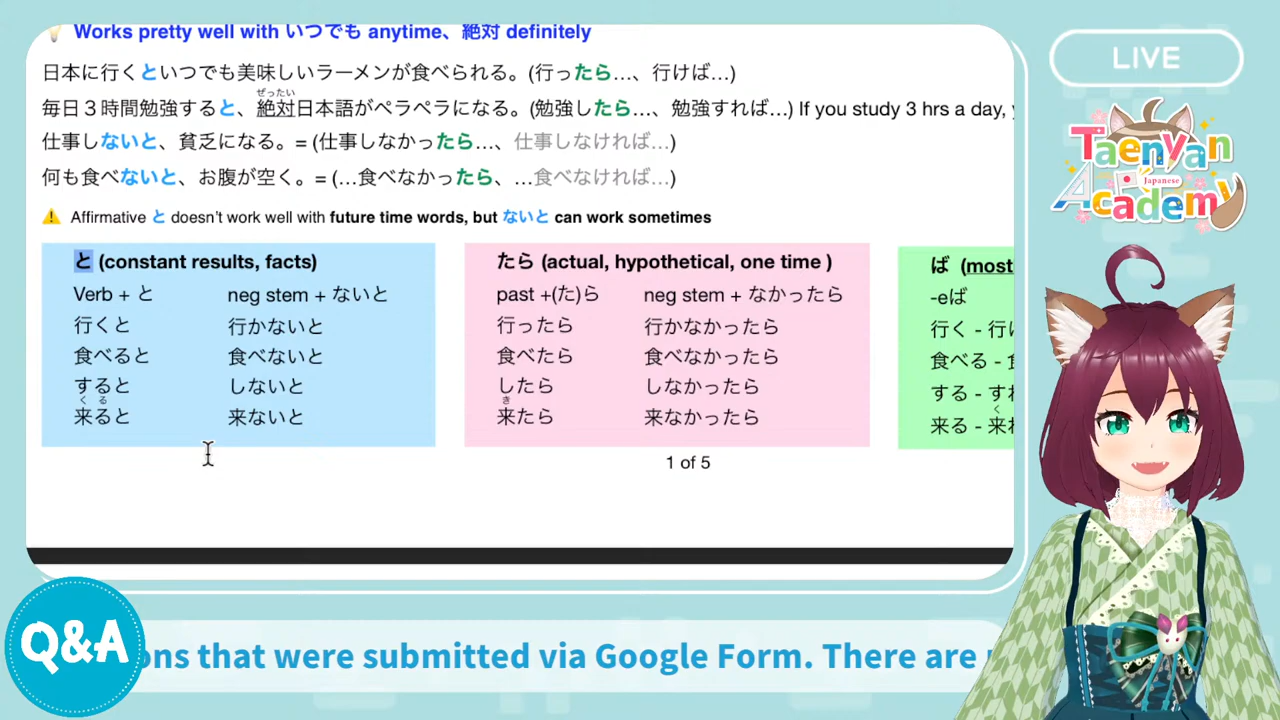 Works pretty well with いつでも anytime、絶対 definitely
日本に行くといつでも美味しいラーメンが食べられる。(行ったら…、行けば…)
ぜったい
毎日３時間勉強すると、絶対日本語がペラペラになる。(勉強したら…、勉強すれば…) If you study 3 hrs a day,
仕事しないと、貧乏になる。= (仕事しなかったら…、仕事しなければ…)
何も食べないと、お腹が空く。= (…食べなかったら、…食べなければ…)
⚠️ Affirmative と doesn't work well with future time words, but ないと can work sometimes
と (constant results, facts)
Verb + と neg stem + ないと
行くと 行かないと
食べると 食べないと
すると しないと
くる
来ると 来ないと
たら (actual, hypothetical, one time )
past +(た)ら neg stem + なかったら
行ったら 行かなかったら
食べたら 食べなかったら
したら しなかったら
き
来たら 来なかったら
ば (most
-eば
行く - 行
食べる -
する - す
く
来る - 来
1 of 5
LIVE
Taenyan
Japanese
Academy
Q&A
ons that were submitted via Google Form. There are